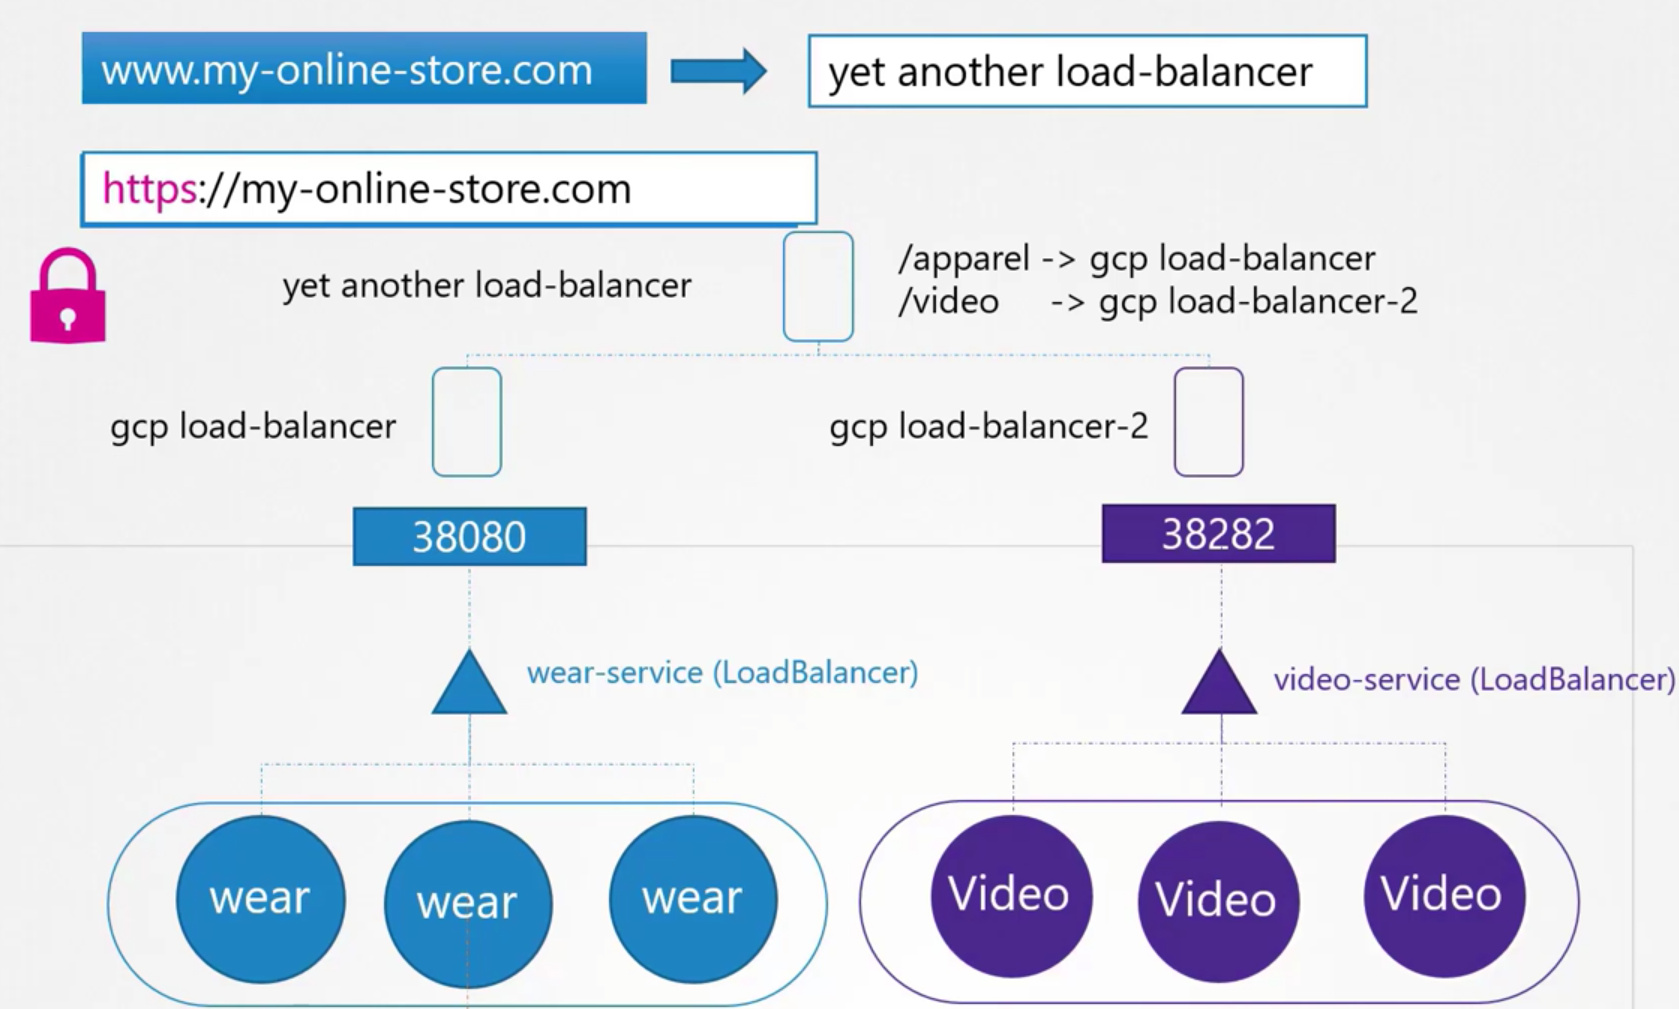 www.my-online-store.com
yet another load-balancer
https://my-online-store.com
yet another load-balancer
/apparel -> gcp load-balancer
/video -> gcp load-balancer-2
gcp load-balancer
gcp load-balancer-2
38080
38282
wear-service (LoadBalancer)
video-service (LoadBalancer)
wear
wear
wear
Video
Video
Video